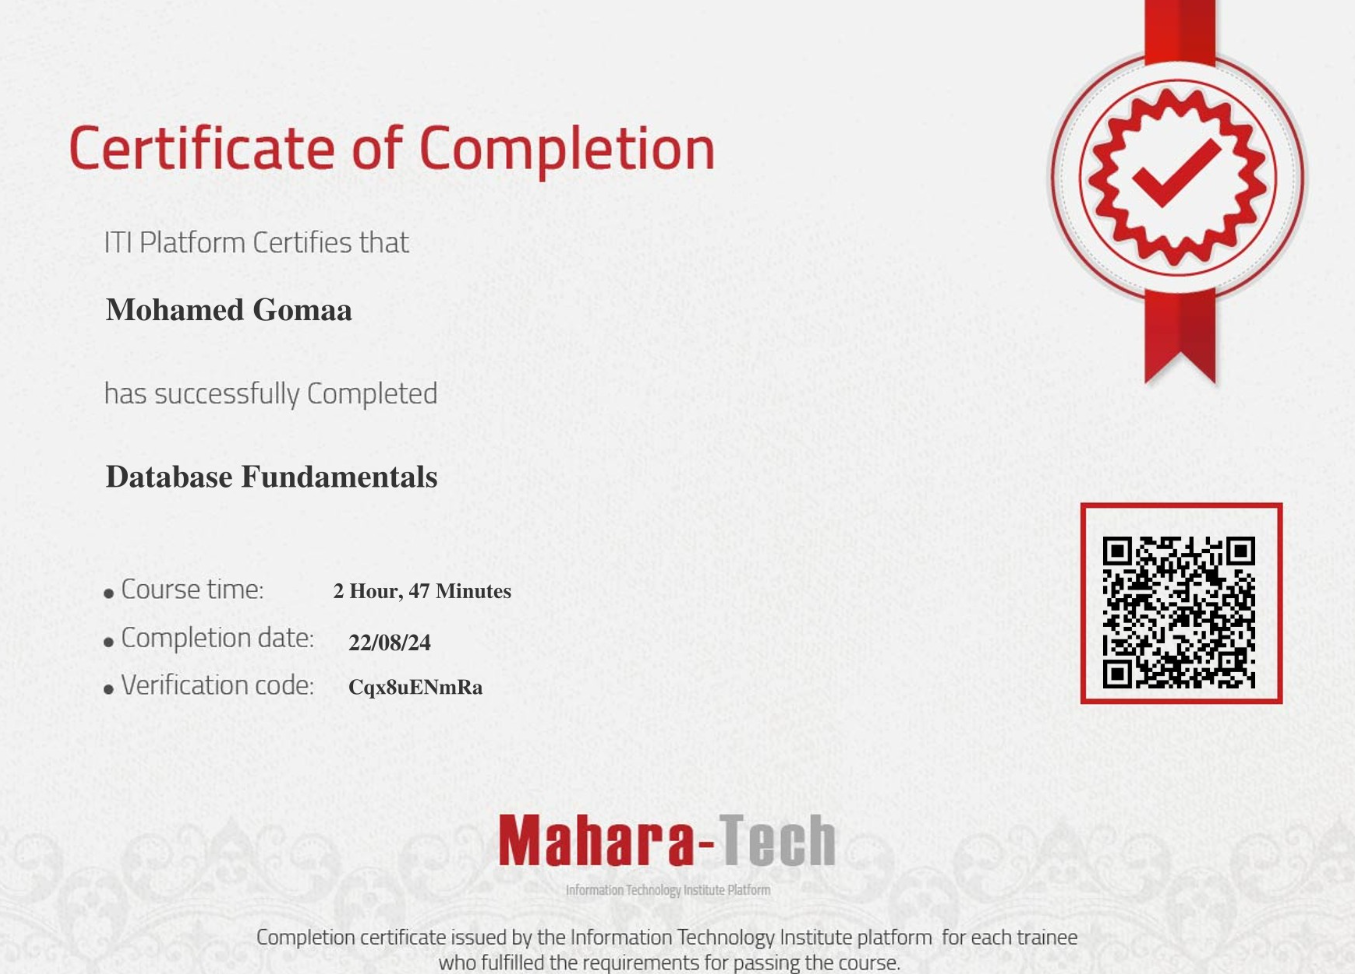 Certificate of Completion
ITI Platform Certifies that
Mohamed Gomaa
has successfully Completed
Database Fundamentals
• Course time: 2 Hour, 47 Minutes
• Completion date: 22/08/24
• Verification code: Cqx8uENmRa
Mahara-Tech
Information Technology Institute Platform
Completion certificate issued by the Information Technology Institute platform for each trainee
who fulfilled the requirements for passing the course.